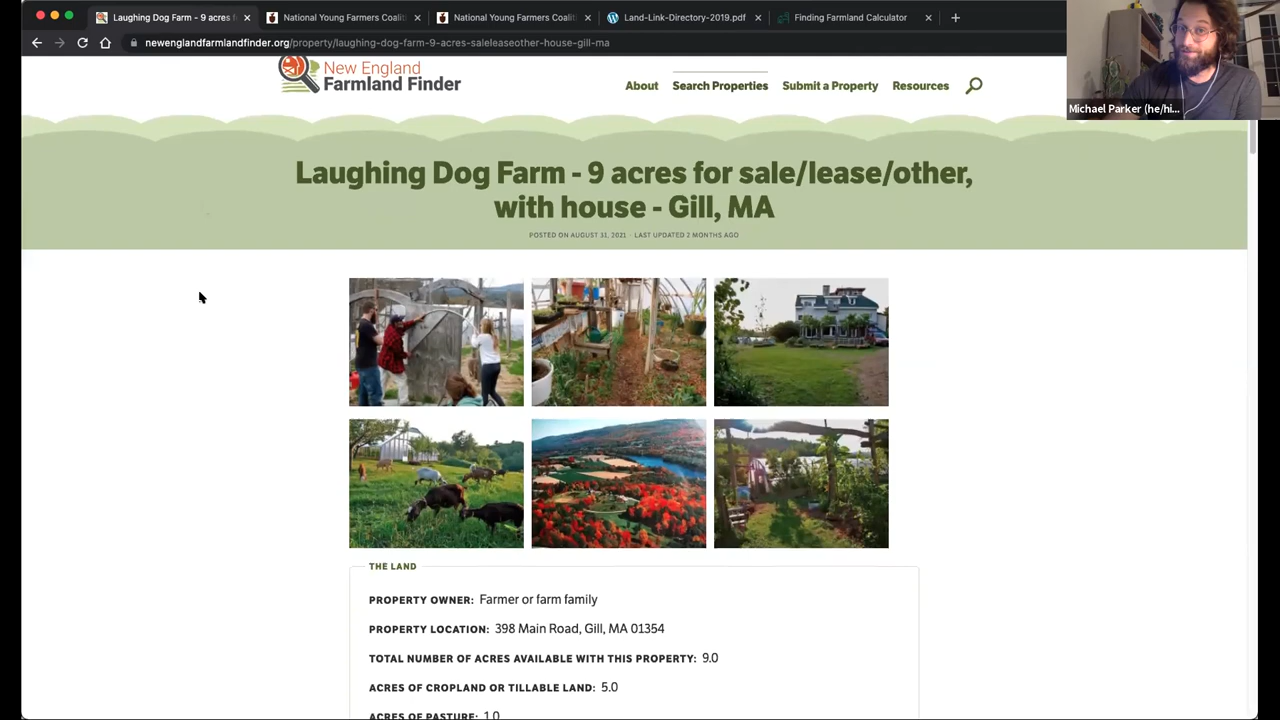 Laughing Dog Farm - 9 acres f
National Young Farmers Coalit
National Young Farmers Coalit
Land-Link-Directory-2019.pdf
Finding Farmland Calculator
newenglandfarmlandfinder.org/property/laughing-dog-farm-9-acres-saleleaseother-house-gill-ma
Michael Parker (he/hi...
New England
Farmland Finder
About
Search Properties
Submit a Property
Resources
Laughing Dog Farm - 9 acres for sale/lease/other,
with house - Gill, MA
POSTED ON AUGUST 31, 2021 · LAST UPDATED 2 MONTHS AGO
THE LAND
PROPERTY OWNER: Farmer or farm family
PROPERTY LOCATION: 398 Main Road, Gill, MA 01354
TOTAL NUMBER OF ACRES AVAILABLE WITH THIS PROPERTY: 9.0
ACRES OF CROPLAND OR TILLABLE LAND: 5.0
ACRES OF PASTURE: 1.0